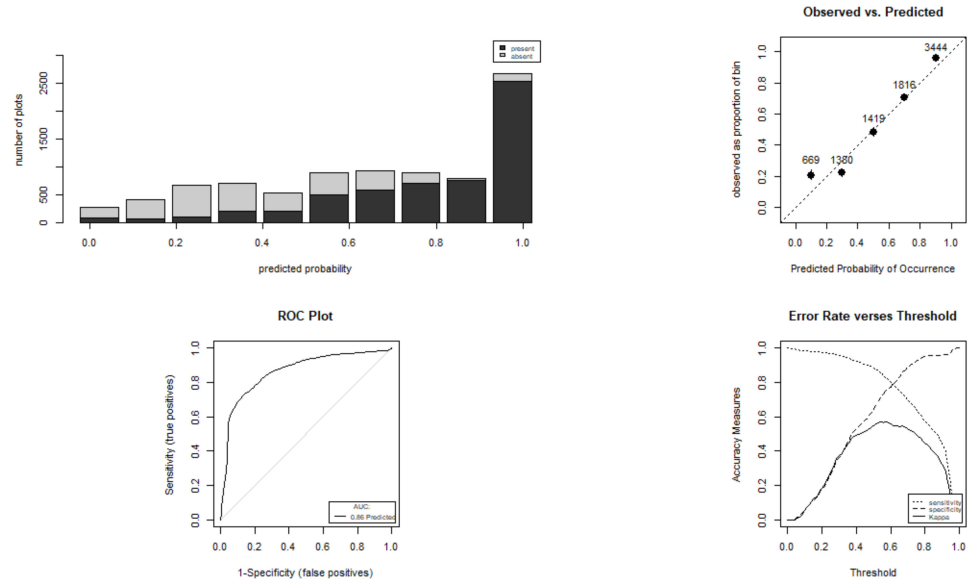 present
absent
number of plots
0 500 1500 2500
0.0 0.2 0.4 0.6 0.8 1.0
predicted probability
Observed vs. Predicted
observed as proportion of bin
0.0 0.2 0.4 0.6 0.8 1.0
669
1380
1419
1816
3444
0.0 0.2 0.4 0.6 0.8 1.0
Predicted Probability of Occurrence
ROC Plot
Sensitivity (true positives)
0.0 0.2 0.4 0.6 0.8 1.0
AUC:
0.86 Predicted
0.0 0.2 0.4 0.6 0.8 1.0
1-Specificity (false positives)
Error Rate verses Threshold
Accuracy Measures
0.0 0.2 0.4 0.6 0.8 1.0
sensitivity
specificity
Kappa
0.0 0.2 0.4 0.6 0.8 1.0
Threshold